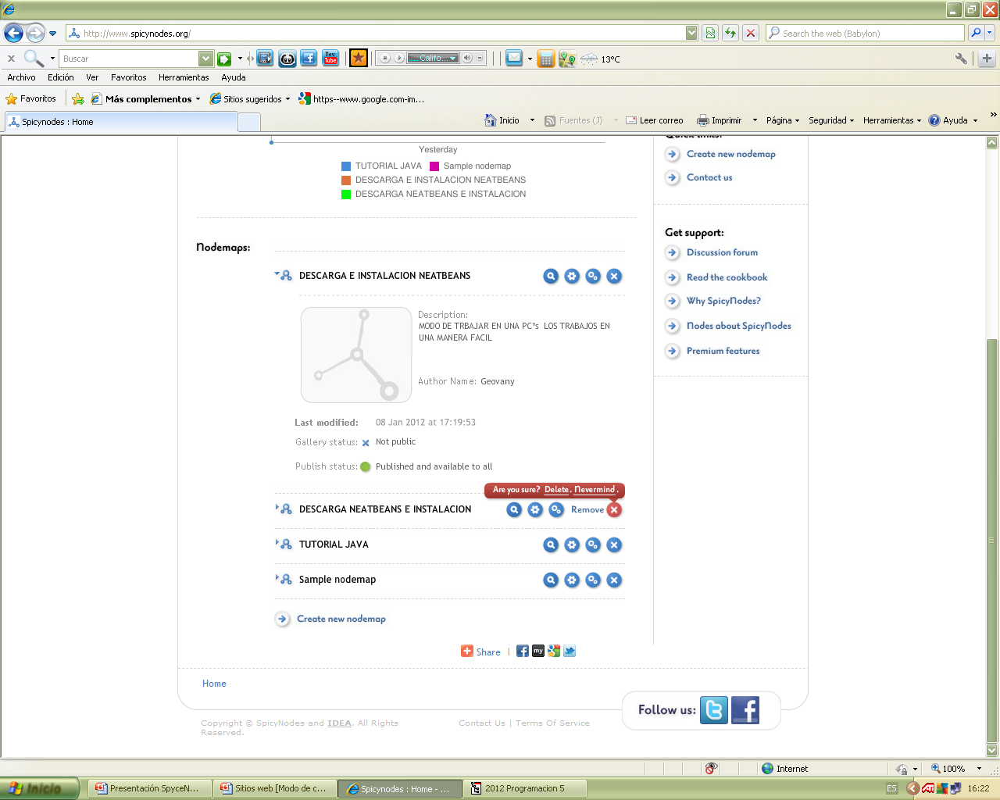 http://www.spicynodes.org/
Search the web (Babylon)
Buscar
Califo...
You
Tube
13°C
Archivo Edición Ver Favoritos Herramientas Ayuda
Favoritos Más complementos Sitios sugeridos https--www.google.com-im...
Spicynodes : Home
Inicio Fuentes (J) Leer correo Imprimir Página Seguridad Herramientas Ayuda »
Yesterday
TUTORIAL JAVA Sample nodemap
DESCARGA E INSTALACION NEATBEANS
DESCARGA NEATBEANS E INSTALACION
Quick links:
Create new nodemap
Contact us
Get support:
Discussion forum
Read the cookbook
Why SpicyNodes?
Nodes about SpicyNodes
Premium features
Nodemaps:
DESCARGA E INSTALACION NEATBEANS
Description:
MODO DE TRBAJAR EN UNA PC"s LOS TRABAJOS EN
UNA MANERA FACIL
Author Name: Geovany
Last modified: 08 Jan 2012 at 17:19:53
Gallery status: Not public
Publish status: Published and available to all
Are you sure? Delete. Nevermind.
DESCARGA NEATBEANS E INSTALACION Remove
TUTORIAL JAVA
Sample nodemap
Create new nodemap
Share | my
Home
Follow us:
Copyright © SpicyNodes and IDEA. All Rights
Reserved.
Contact Us | Terms Of Service
Internet 100%
Inicio Presentación SpyceN... Sitios web [Modo de c... Spicynodes : Home - ... 2012 Programacion 5 ES 16:22